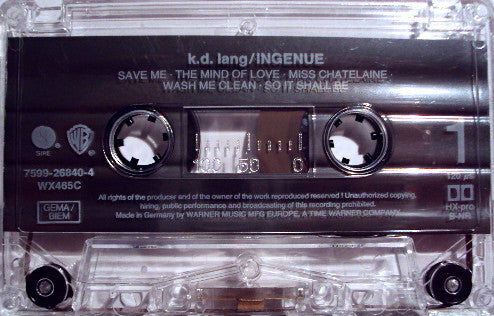 k.d. lang/INGENUE
SAVE ME · THE MIND OF LOVE · MISS CHATELAINE ·
WASH ME CLEAN · SO IT SHALL BE
SIRE
WB
7599-26840-4
WX465C
100 50 0
1
120 µs
HX-pro
B-NR
All rights of the producer and of the owner of the work reproduced reserved ! Unauthorized copying,
hiring, public performance and broadcasting of this recording prohibited.
Made in Germany by WARNER MUSIC MFG EUROPE, A TIME WARNER COMPANY.
GEMA/
BIEM